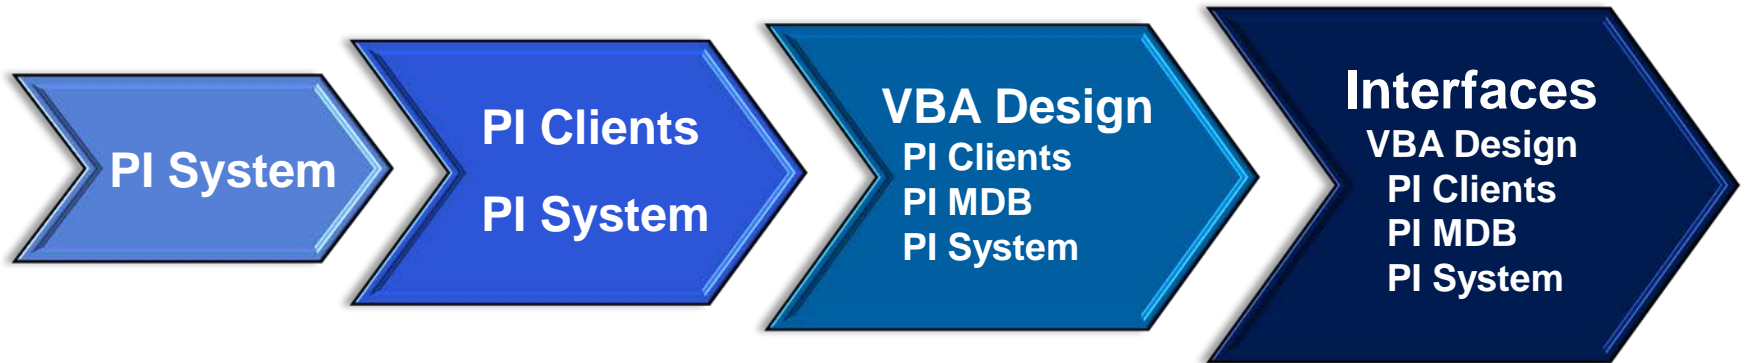 PI System
PI Clients
PI System
VBA Design
PI Clients
PI MDB
PI System
Interfaces
VBA Design
PI Clients
PI MDB
PI System